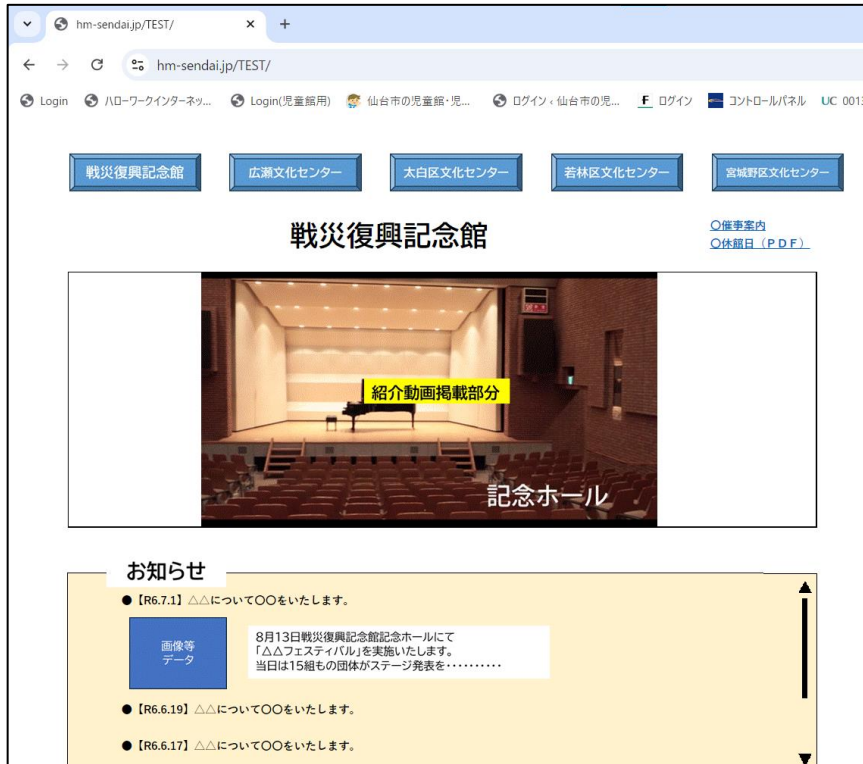 hm-sendai.jp/TEST/
hm-sendai.jp/TEST/
Login ハローワークインターネッ... Login(児童館用) 仙台市の児童館・児... ログイン ‹ 仙台市の児... F ログイン コントロールパネル UC 0013
戦災復興記念館 広瀬文化センター 太白区文化センター 若林区文化センター 宮城野区文化センター
戦災復興記念館
〇催事案内
〇休館日（ＰＤＦ）
紹介動画掲載部分
記念ホール
お知らせ
●【R6.7.1】△△について〇〇をいたします。
画像等
データ
8月13日戦災復興記念館記念ホールにて
「△△フェスティバル」を実施いたします。
当日は15組もの団体がステージ発表を・・・・・・・・・・
●【R6.6.19】△△について〇〇をいたします。
●【R6.6.17】△△について〇〇をいたします。